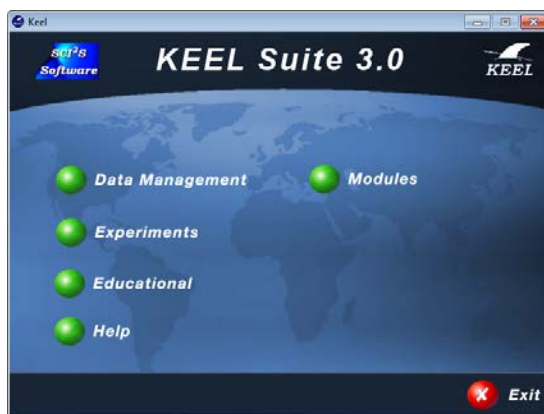 Keel
SCI²S
Software
KEEL Suite 3.0
KEEL
Data Management
Modules
Experiments
Educational
Help
Exit